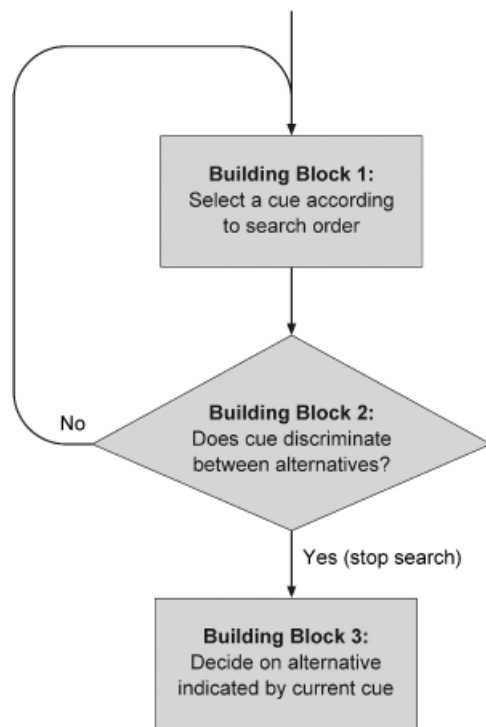 Building Block 1:
Select a cue according
to search order
No
Building Block 2:
Does cue discriminate
between alternatives?
Yes (stop search)
Building Block 3:
Decide on alternative
indicated by current cue